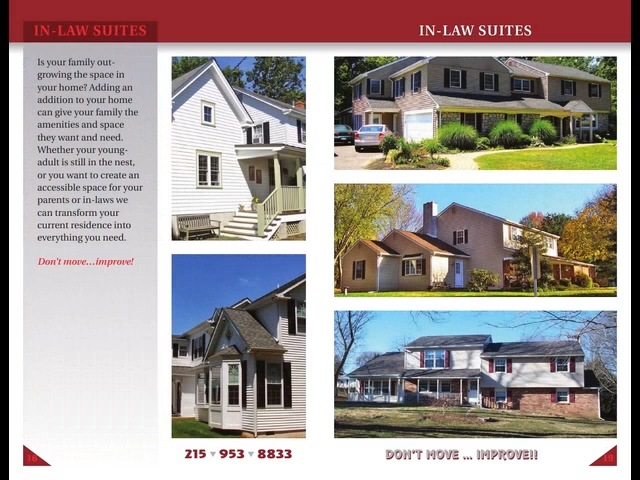 IN-LAW SUITES
Is your family out-
growing the space in
your home? Adding an
addition to your home
can give your family the
amenities and space
they want and need.
Whether your young-
adult is still in the nest,
or you want to create an
accessible space for your
parents or in-laws we
can transform your
current residence into
everything you need.
Don't move...improve!
215 953 8833
18
IN-LAW SUITES
DON'T MOVE ... IMPROVE!!
19